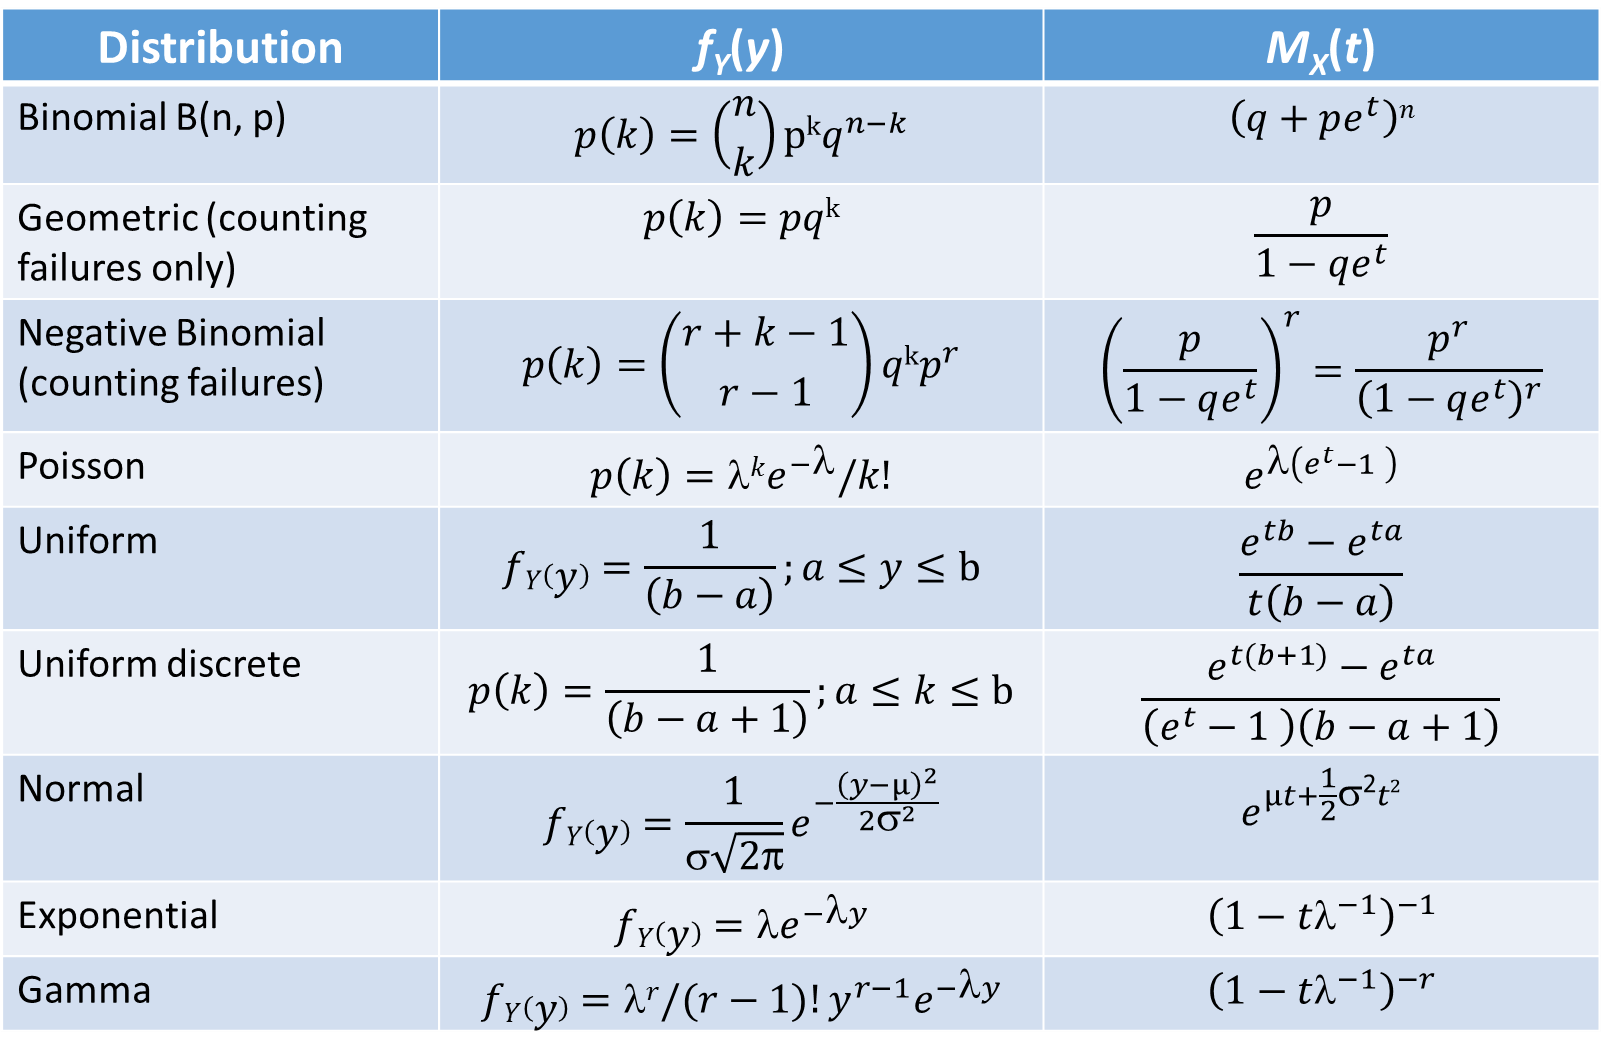 Distribution f_Y(y) M_X(t)
Binomial B(n, p) p(k) = (n k) p^k q^{n−k} (q + pe^t)^n
Geometric (counting failures only) p(k) = pq^k p / (1 − qe^t)
Negative Binomial (counting failures) p(k) = (r + k − 1 r − 1) q^k p^r (p / (1 − qe^t))^r = p^r / (1 − qe^t)^r
Poisson p(k) = λ^k e^{−λ}/k! e^{λ(e^t−1)}
Uniform f_Y(y) = 1 / (b − a) ; a ≤ y ≤ b (e^{tb} − e^{ta}) / t(b − a)
Uniform discrete p(k) = 1 / (b − a + 1) ; a ≤ k ≤ b (e^{t(b+1)} − e^{ta}) / (e^t − 1)(b − a + 1)
Normal f_Y(y) = 1 / (σ√2π) e^{−(y−μ)²/2σ²} e^{μt+½σ²t²}
Exponential f_Y(y) = λe^{−λy} (1 − tλ^{−1})^{−1}
Gamma f_Y(y) = λ^r/(r − 1)! y^{r−1} e^{−λy} (1 − tλ^{−1})^{−r}